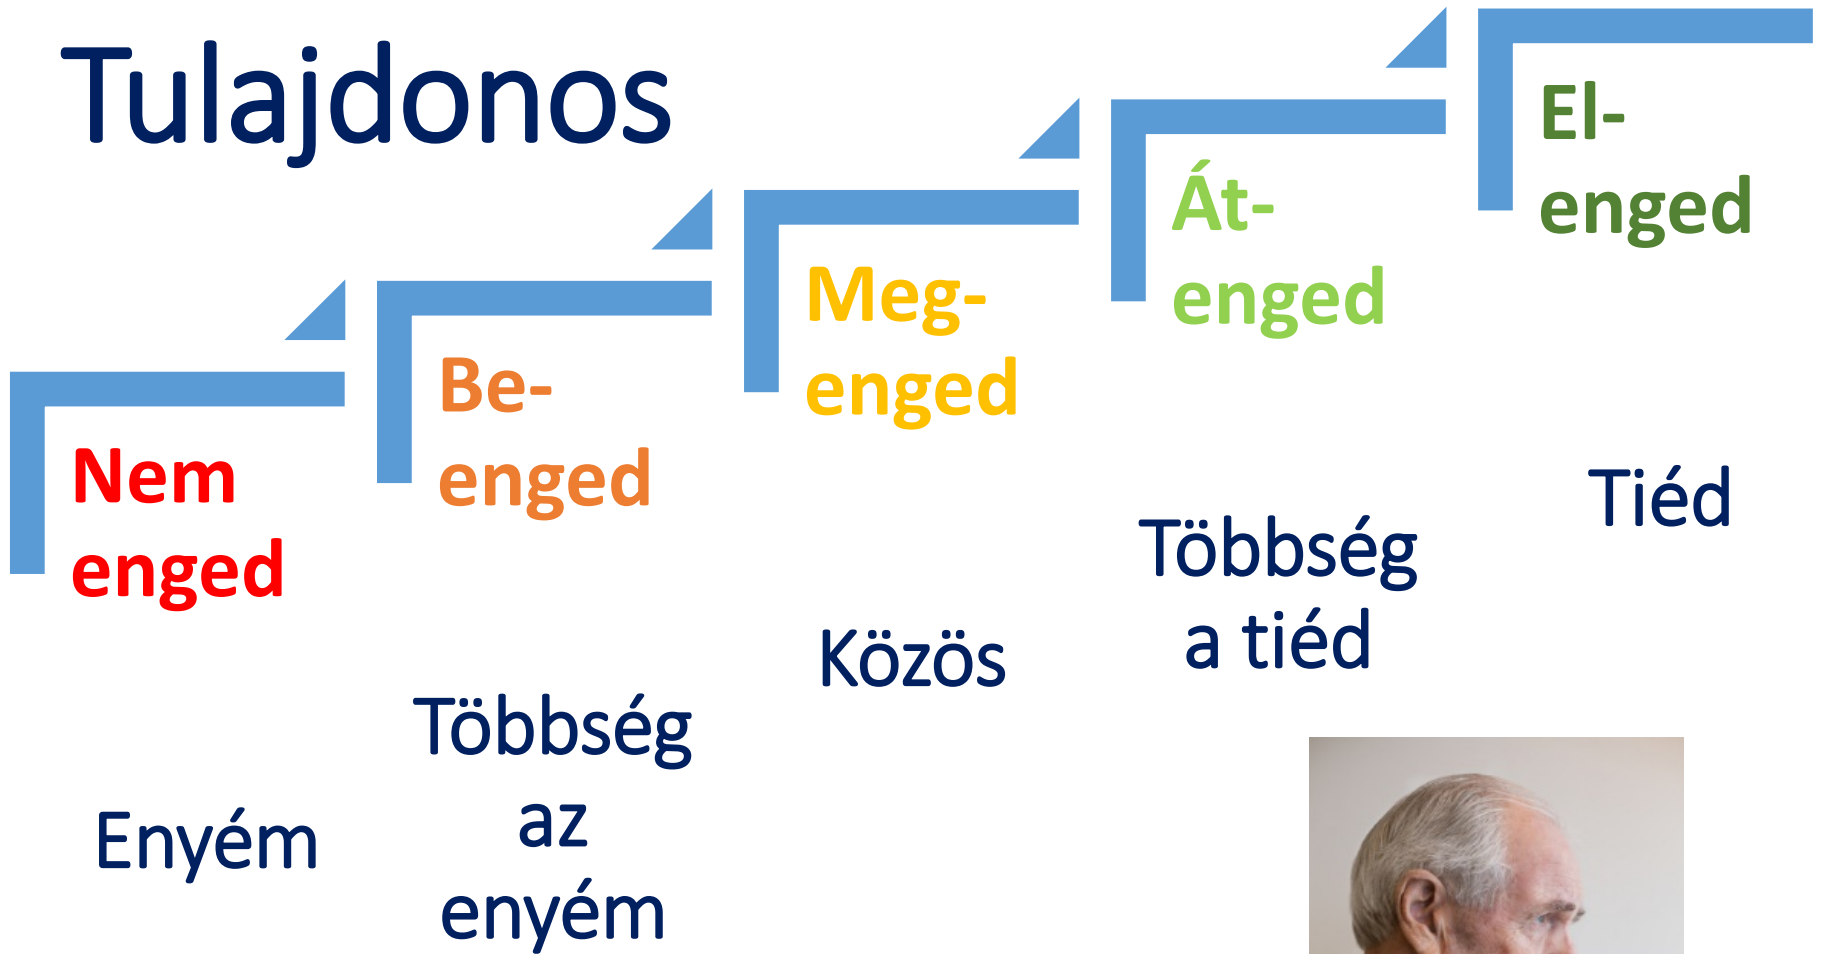 Tulajdonos
Nem
enged
Be-
enged
Meg-
enged
Át-
enged
El-
enged
Enyém
Többség
az
enyém
Közös
Többség
a tiéd
Tiéd